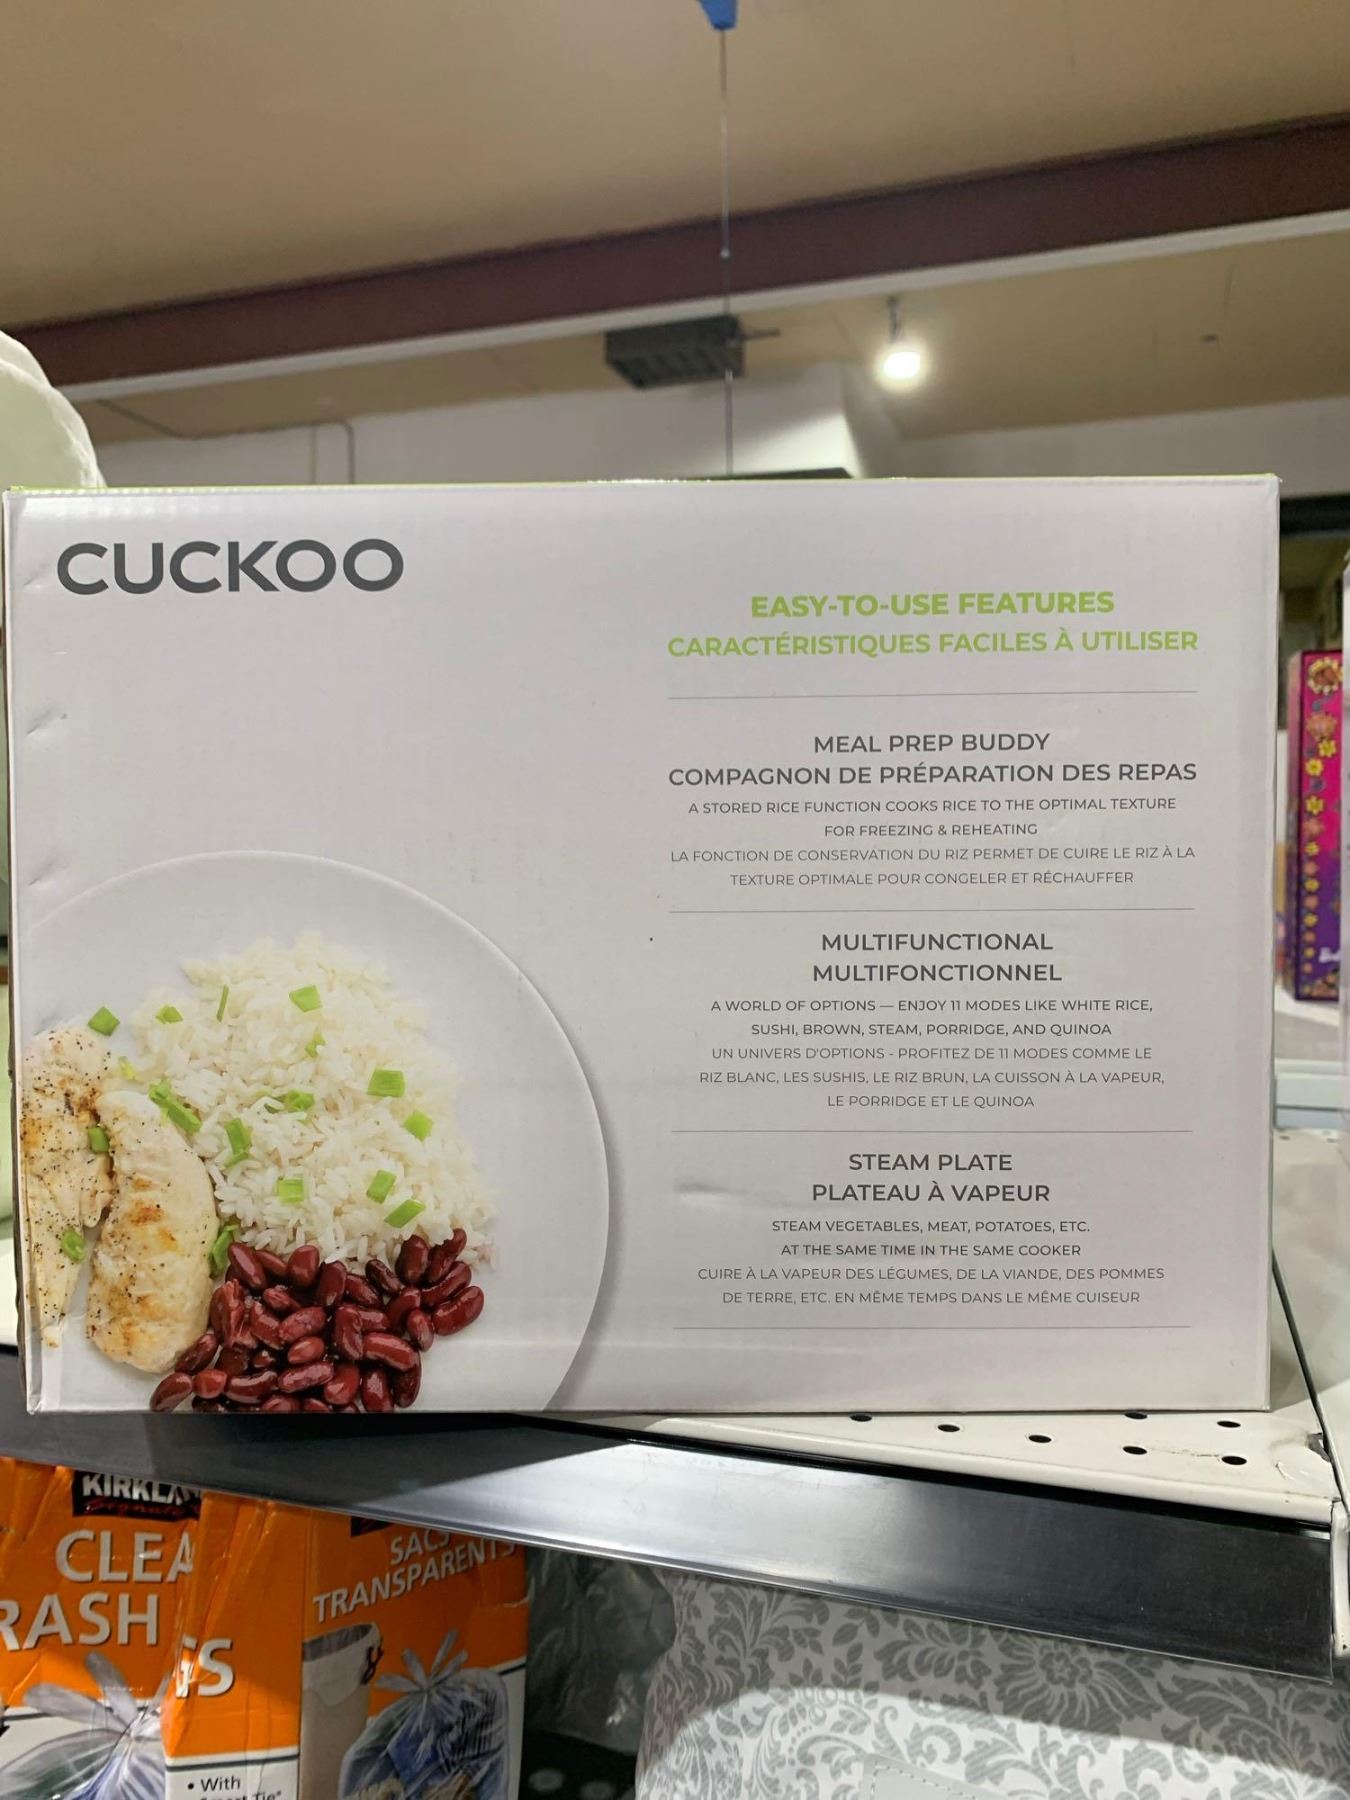 CUCKOO
EASY-TO-USE FEATURES
CARACTÉRISTIQUES FACILES À UTILISER
MEAL PREP BUDDY
COMPAGNON DE PRÉPARATION DES REPAS
A STORED RICE FUNCTION COOKS RICE TO THE OPTIMAL TEXTURE
FOR FREEZING & REHEATING
LA FONCTION DE CONSERVATION DU RIZ PERMET DE CUIRE LE RIZ À LA
TEXTURE OPTIMALE POUR CONGELER ET RÉCHAUFFER
MULTIFUNCTIONAL
MULTIFONCTIONNEL
A WORLD OF OPTIONS — ENJOY 11 MODES LIKE WHITE RICE,
SUSHI, BROWN, STEAM, PORRIDGE, AND QUINOA
UN UNIVERS D'OPTIONS - PROFITEZ DE 11 MODES COMME LE
RIZ BLANC, LES SUSHIS, LE RIZ BRUN, LA CUISSON À LA VAPEUR,
LE PORRIDGE ET LE QUINOA
STEAM PLATE
PLATEAU À VAPEUR
STEAM VEGETABLES, MEAT, POTATOES, ETC.
AT THE SAME TIME IN THE SAME COOKER
CUIRE À LA VAPEUR DES LÉGUMES, DE LA VIANDE, DES POMMES
DE TERRE, ETC. EN MÊME TEMPS DANS LE MÊME CUISEUR
KIRKLA
Signature
CLEA
RASH
GS
SACS
TRANSPARENTS
• With